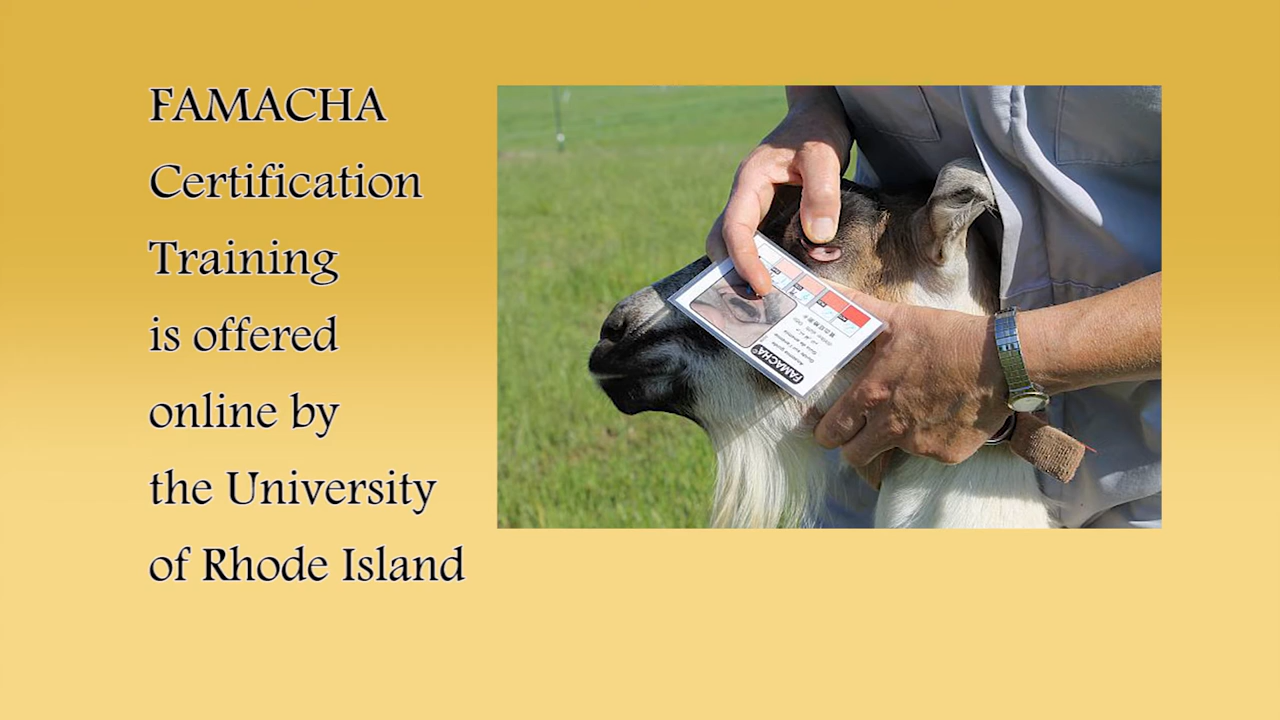 FAMACHA
Certification
Training
is offered
online by
the University
of Rhode Island
FAMACHA®